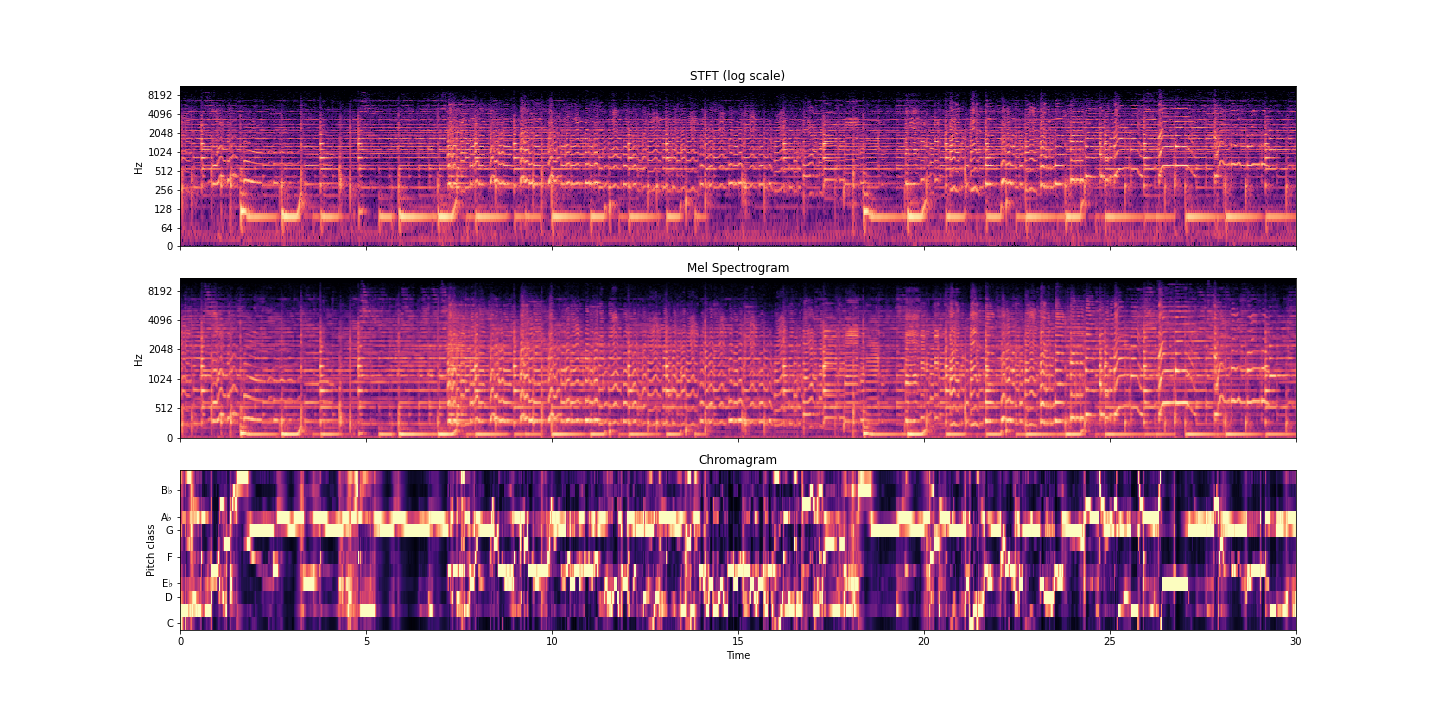 STFT (log scale)
8192
4096
2048
1024
512
256
128
64
0
Hz
Mel Spectrogram
8192
4096
2048
1024
512
0
Hz
Chromagram
B♭
A♭
G
F
E♭
D
C
Pitch class
0 5 10 15 20 25 30
Time